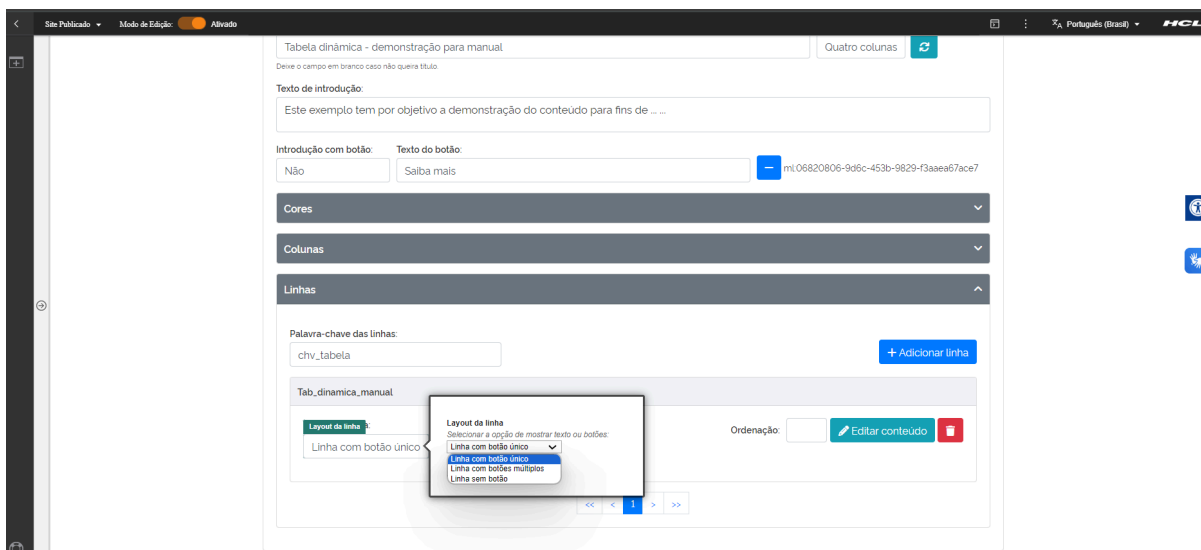 Site Publicado
Modo de Edição:
Ativado
Português (Brasil)
HCL
Tabela dinâmica - demonstração para manual
Quatro colunas
Deixe o campo em branco caso não queira título.
Texto de introdução:
Este exemplo tem por objetivo a demonstração do conteúdo para fins de ... ...
Introdução com botão:
Texto do botão:
Não
Saiba mais
ml:06820806-9d6c-453b-9829-f3aaea67ace7
Cores
Colunas
Linhas
Palavra-chave das linhas:
chv_tabela
+ Adicionar linha
Tab_dinamica_manual
Layout da linha
Linha com botão único
Layout da linha
Selecionar a opção de mostrar texto ou botões:
Linha com botão único
Linha com botão único
Linha com botões múltiplos
Linha sem botão
Ordenação:
Editar conteúdo
<< < 1 > >>